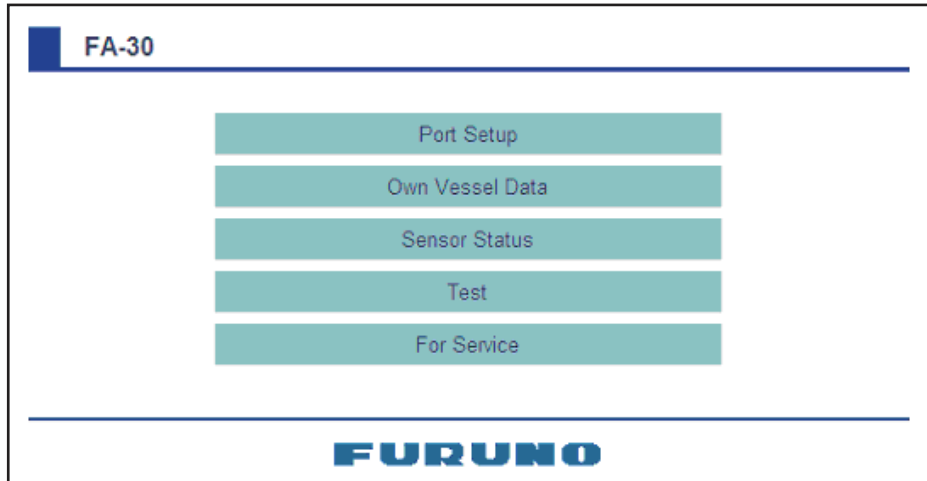 FA-30
Port Setup
Own Vessel Data
Sensor Status
Test
For Service
FURUNO